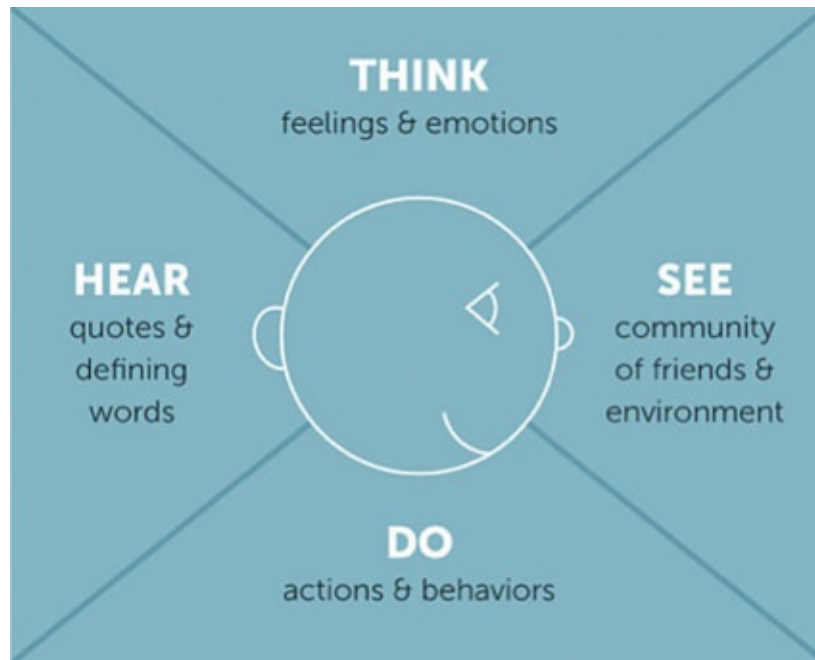 THINK
feelings & emotions
HEAR
quotes &
defining
words
SEE
community
of friends &
environment
DO
actions & behaviors